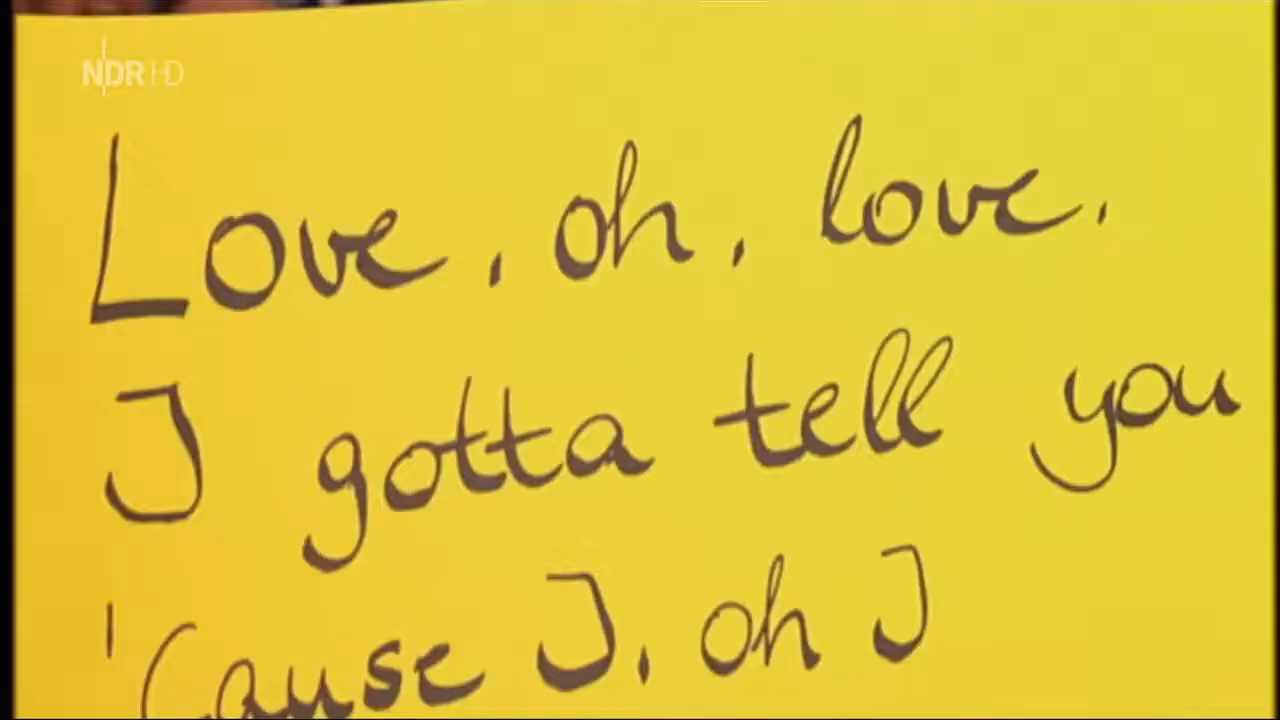 NDR HD
Love, oh, love,
I gotta tell you
'Cause I, oh I